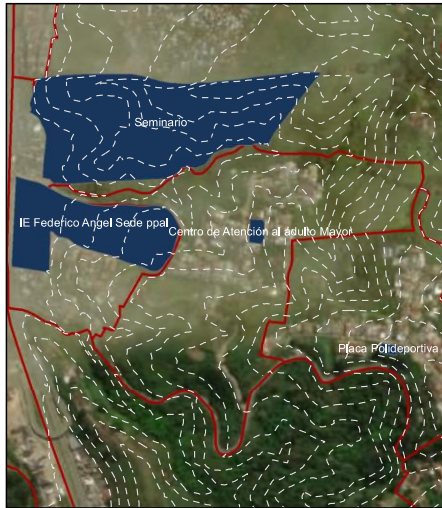 Seminario
IE Federico Angel Sede ppal
Centro de Atención al adulto Mayor
Placa Polideportiva